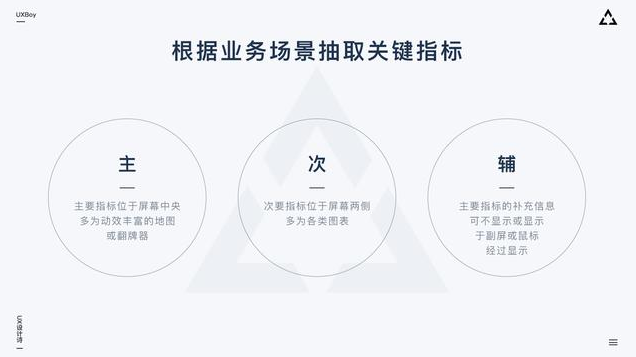 UXBoy
根据业务场景抽取关键指标
主
主要指标位于屏幕中央
多为动效丰富的地图
或翻牌器
次
次要指标位于屏幕两侧
多为各类图表
辅
主要指标的补充信息
可不显示或显示
于副屏或鼠标
经过显示
UX设计诗